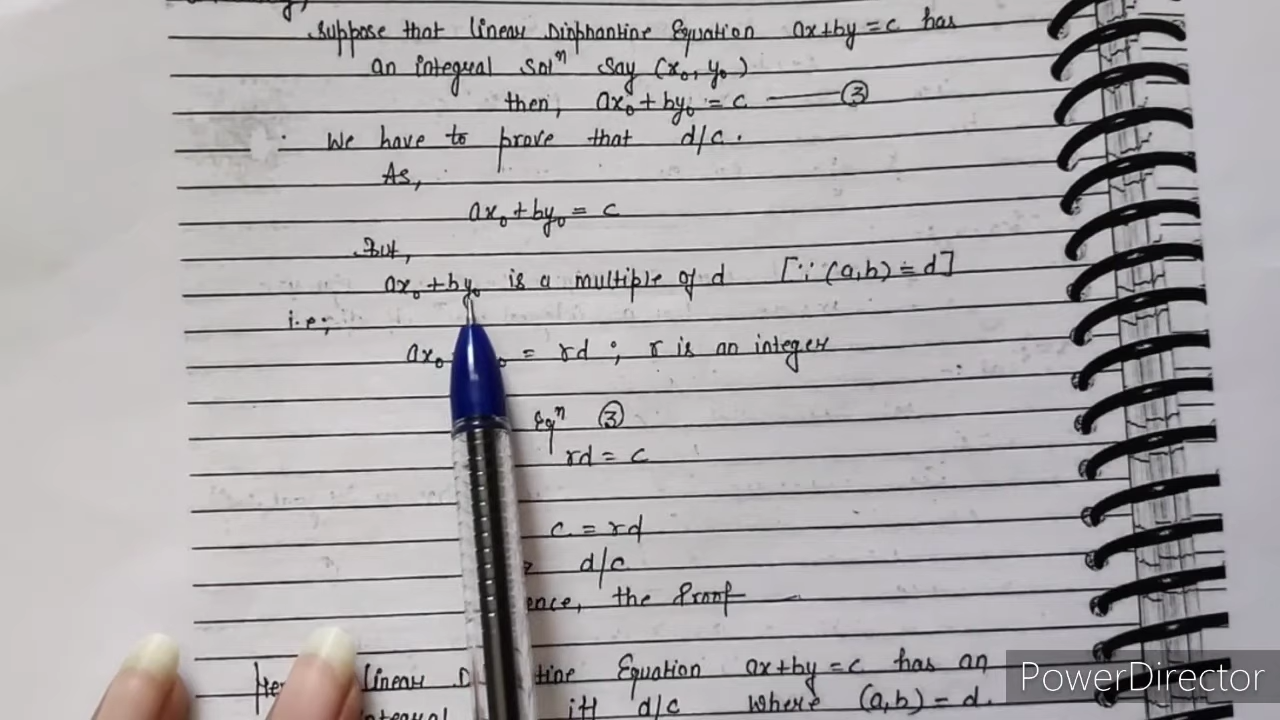 Suppose that linear Diophantine Equation ax+by=c has
an integral Solⁿ say (x₀, y₀)
then, ax₀+by₀ = c —— ③
We have to prove that d/c.
As,
ax₀+by₀ = c
But,
ax₀+by₀ is a multiple of d [∵ (a,b) = d]
i.e;
ax₀ = rd ; r is an integer
Eqⁿ ③
rd = c
c = rd
d/c
the Proof
linear Equation ax+by=c has an
iff d/c where (a,b) = d.
PowerDirector